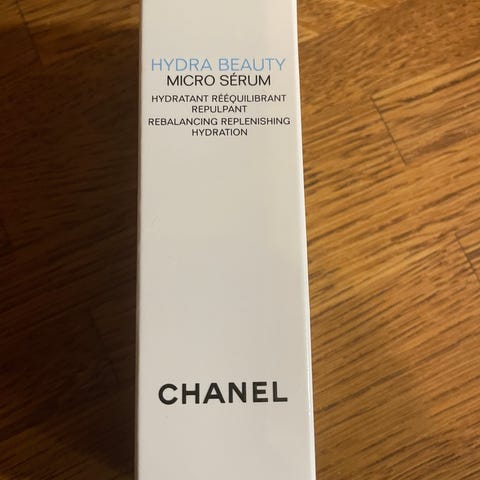 HYDRA BEAUTY
MICRO SÉRUM
HYDRATANT RÉÉQUILIBRANT
REPULPANT
REBALANCING REPLENISHING
HYDRATION
CHANEL